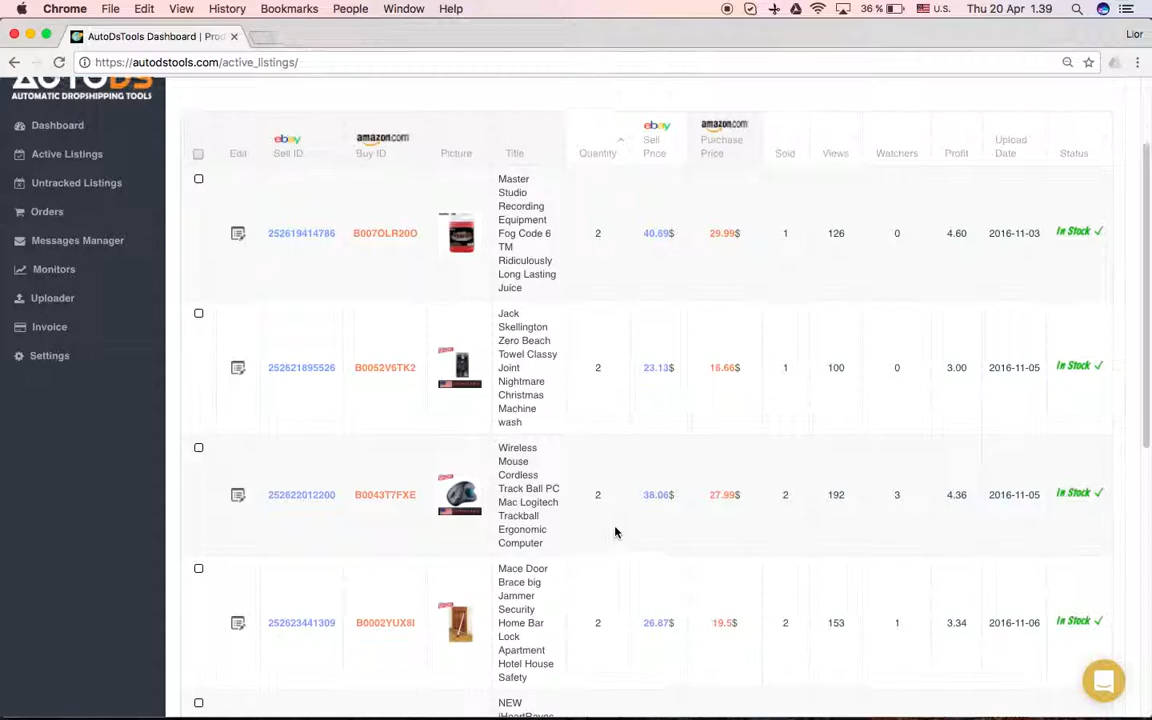 Chrome File Edit View History Bookmarks People Window Help 36 % U.S. Thu 20 Apr 1.39
AutoDsTools Dashboard | Prod Lior
https://autodstools.com/active_listings/
AUTODS
AUTOMATIC DROPSHIPPING TOOLS
Dashboard
Active Listings
Untracked Listings
Orders
Messages Manager
Monitors
Uploader
Invoice
Settings
Edit
ebay
Sell ID
amazon.com
Buy ID
Picture
Title
Quantity
ebay
Sell
Price
amazon.com
Purchase
Price
Sold
Views
Watchers
Profit
Upload
Date
Status
252619414786 B007OLR20O
Master
Studio
Recording
Equipment
Fog Code 6
TM
Ridiculously
Long Lasting
Juice
2 40.69$ 29.99$ 1 126 0 4.60 2016-11-03 In Stock
252621895526 B0052V6TK2
Jack
Skellington
Zero Beach
Towel Classy
Joint
Nightmare
Christmas
Machine
wash
2 23.13$ 16.66$ 1 100 0 3.00 2016-11-05 In Stock
252622012200 B0043T7FXE
Wireless
Mouse
Cordless
Track Ball PC
Mac Logitech
Trackball
Ergonomic
Computer
2 38.06$ 27.99$ 2 192 3 4.36 2016-11-05 In Stock
252623441309 B0002YUX8I
Mace Door
Brace big
Jammer
Security
Home Bar
Lock
Apartment
Hotel House
Safety
2 26.87$ 19.5$ 2 153 1 3.34 2016-11-06 In Stock
NEW